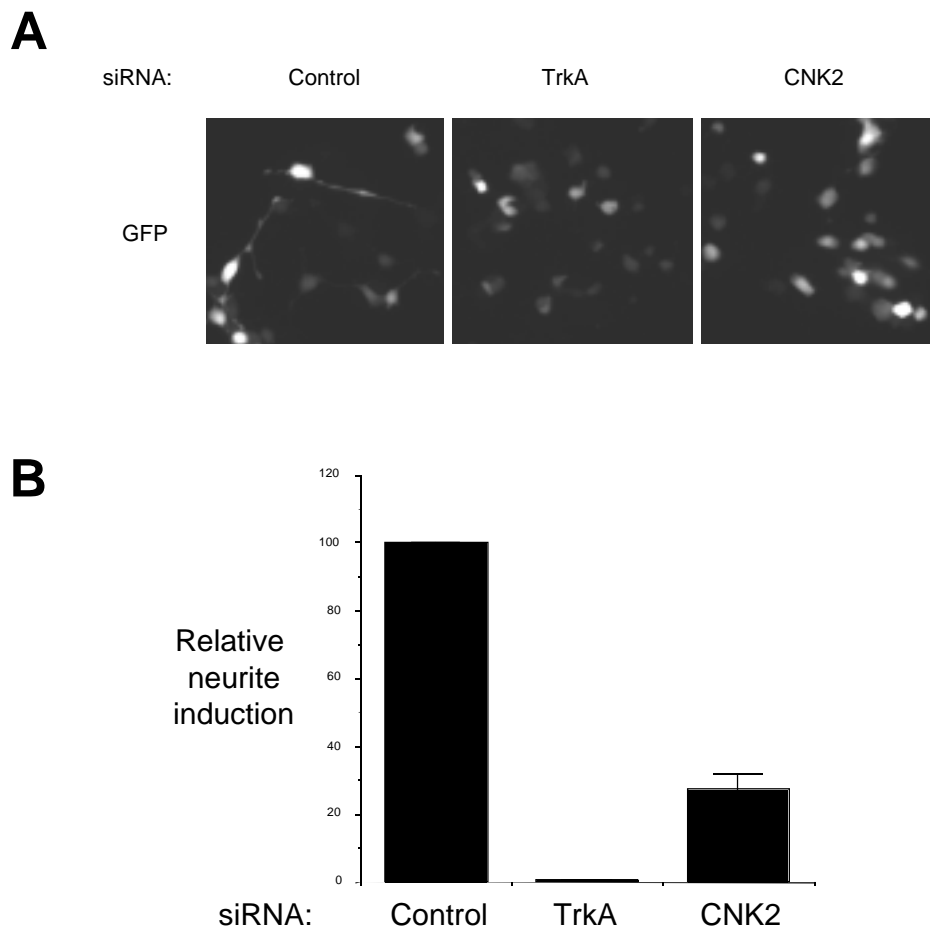 A
siRNA: Control TrkA CNK2
GFP
B
120
100
80
60
40
20
0
Relative
neurite
induction
siRNA: Control TrkA CNK2